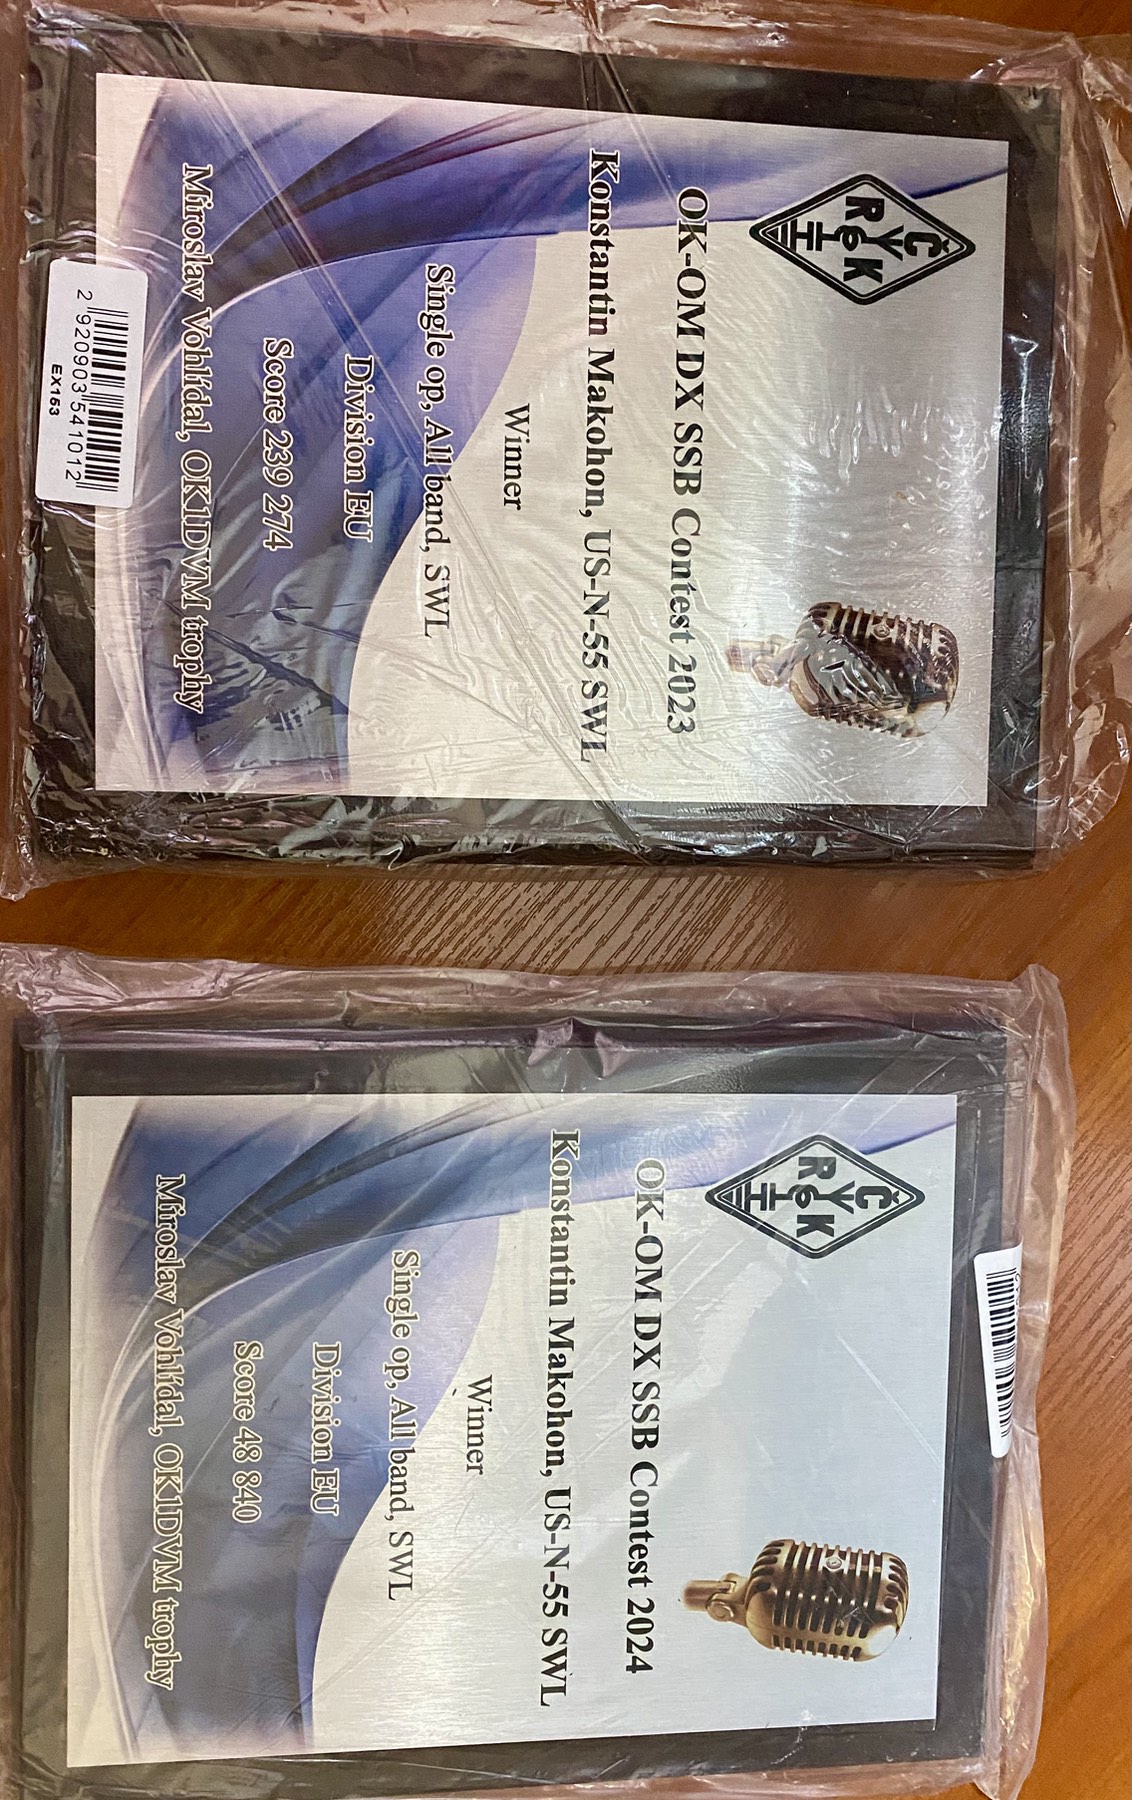 ČRK
OK-OM DX SSB Contest 2023
Konstantin Makohon, US-N-55 SWL
Winner
Single op, All band, SWL
Division EU
Score 239 274
Miroslav Vohlídal, OK1DVM trophy
2 920903 541012
EX153
ČRK
OK-OM DX SSB Contest 2024
Konstantin Makohon, US-N-55 SWL
Winner
Single op, All band, SWL
Division EU
Score 48 840
Miroslav Vohlídal, OK1DVM trophy